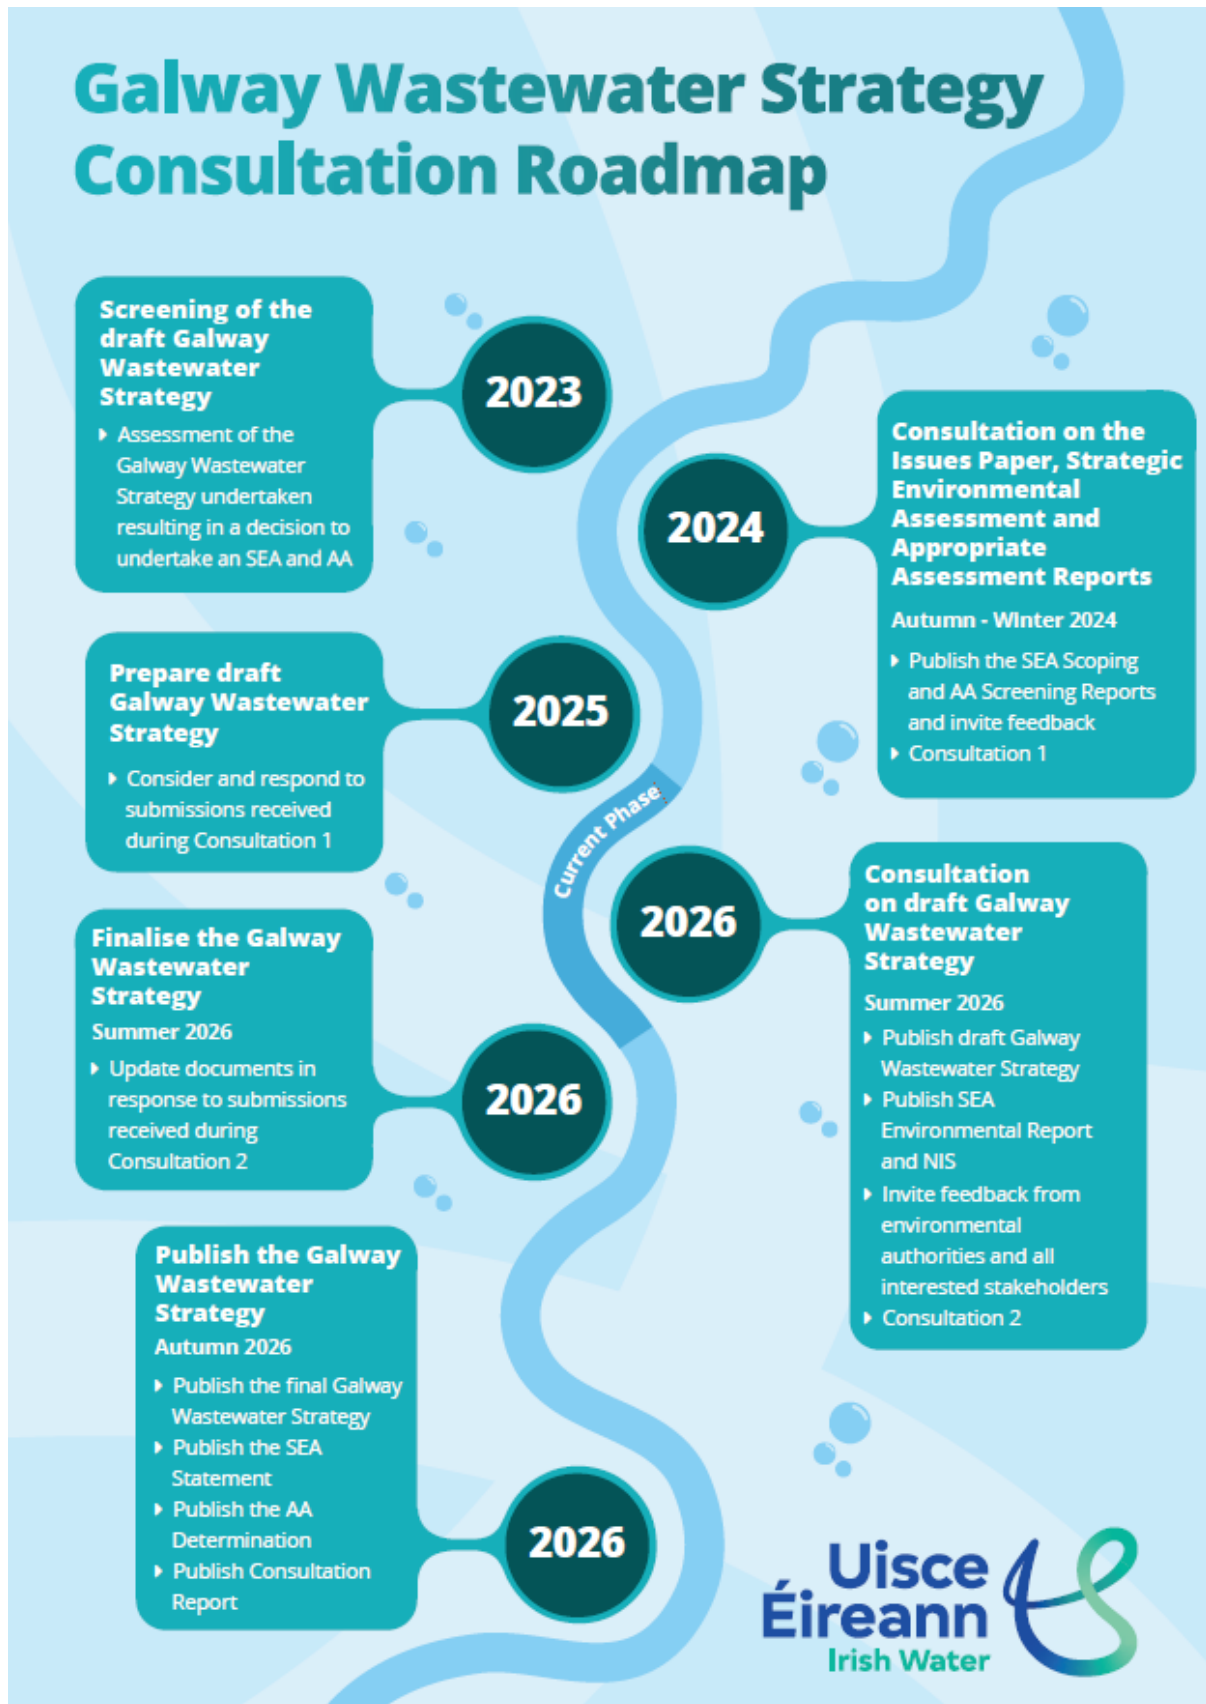 Galway Wastewater Strategy
Consultation Roadmap
Screening of the
draft Galway
Wastewater
Strategy
Assessment of the
Galway Wastewater
Strategy undertaken
resulting in a decision to
undertake an SEA and AA
2023
2024
Consultation on the
Issues Paper, Strategic
Environmental
Assessment and
Appropriate
Assessment Reports
Autumn - WInter 2024
Publish the SEA Scoping
and AA Screening Reports
and invite feedback
Consultation 1
Prepare draft
Galway Wastewater
Strategy
Consider and respond to
submissions received
during Consultation 1
2025
Current Phase
2026
Consultation
on draft Galway
Wastewater
Strategy
Summer 2026
Publish draft Galway
Wastewater Strategy
Publish SEA
Environmental Report
and NIS
Invite feedback from
environmental
authorities and all
interested stakeholders
Consultation 2
Finalise the Galway
Wastewater
Strategy
Summer 2026
Update documents in
response to submissions
received during
Consultation 2
2026
Publish the Galway
Wastewater
Strategy
Autumn 2026
Publish the final Galway
Wastewater Strategy
Publish the SEA
Statement
Publish the AA
Determination
Publish Consultation
Report
2026
Uisce
Éireann
Irish Water